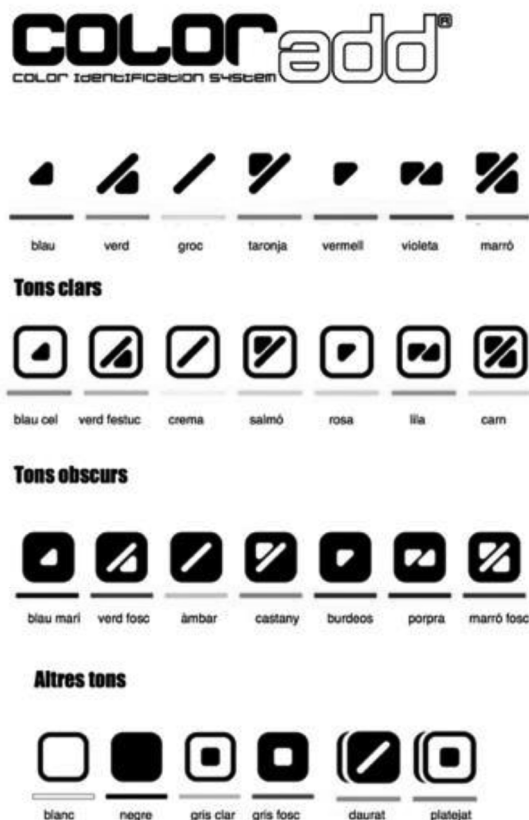 COLOR add®
COLOR IDENTIFICATION SYSTEM
blau verd groc taronja vermell violeta marró
Tons clars
blau cel verd festuc crema salmó rosa lila carn
Tons obscurs
blau marí verd fosc àmbar castany burdeos porpra marró fosc
Altres tons
blanc negre gris clar gris fosc daurat platejat